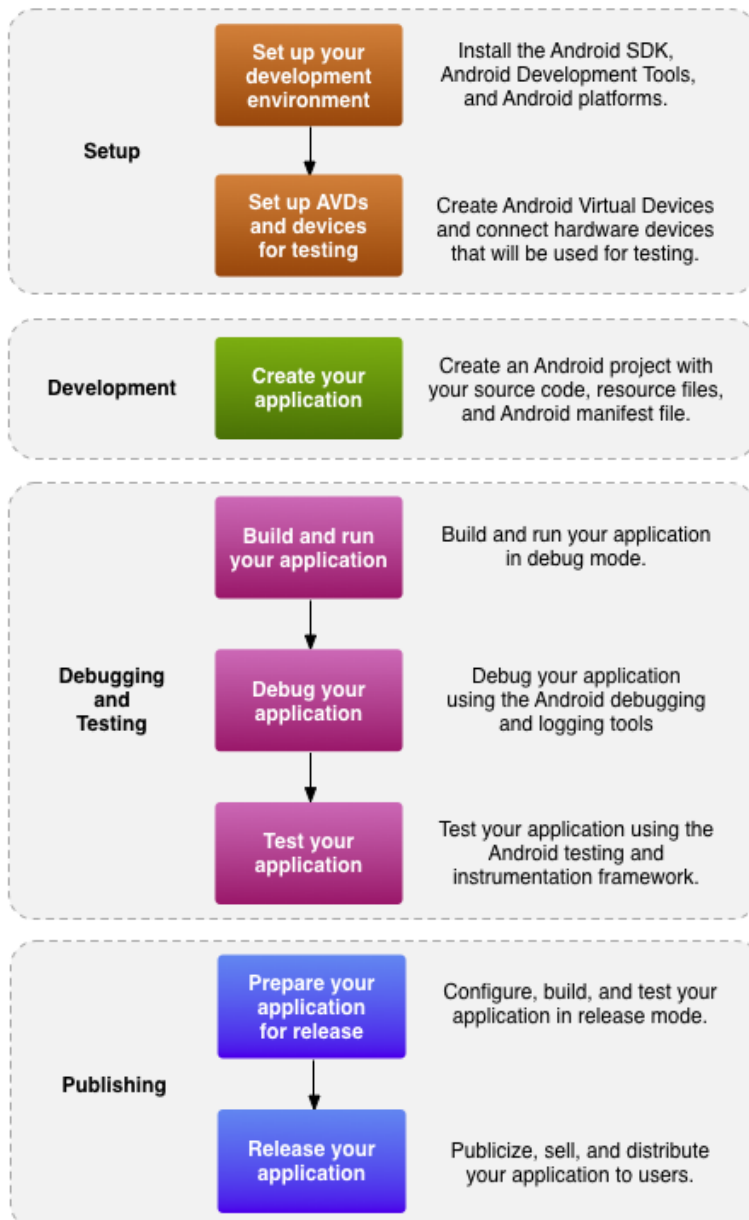 Set up your
development
environment
Install the Android SDK,
Android Development Tools,
and Android platforms.
Setup
Set up AVDs
and devices
for testing
Create Android Virtual Devices
and connect hardware devices
that will be used for testing.
Development
Create your
application
Create an Android project with
your source code, resource files,
and Android manifest file.
Build and run
your application
Build and run your application
in debug mode.
Debugging
and
Testing
Debug your
application
Debug your application
using the Android debugging
and logging tools
Test your
application
Test your application using the
Android testing and
instrumentation framework.
Prepare your
application
for release
Configure, build, and test your
application in release mode.
Publishing
Release your
application
Publicize, sell, and distribute
your application to users.